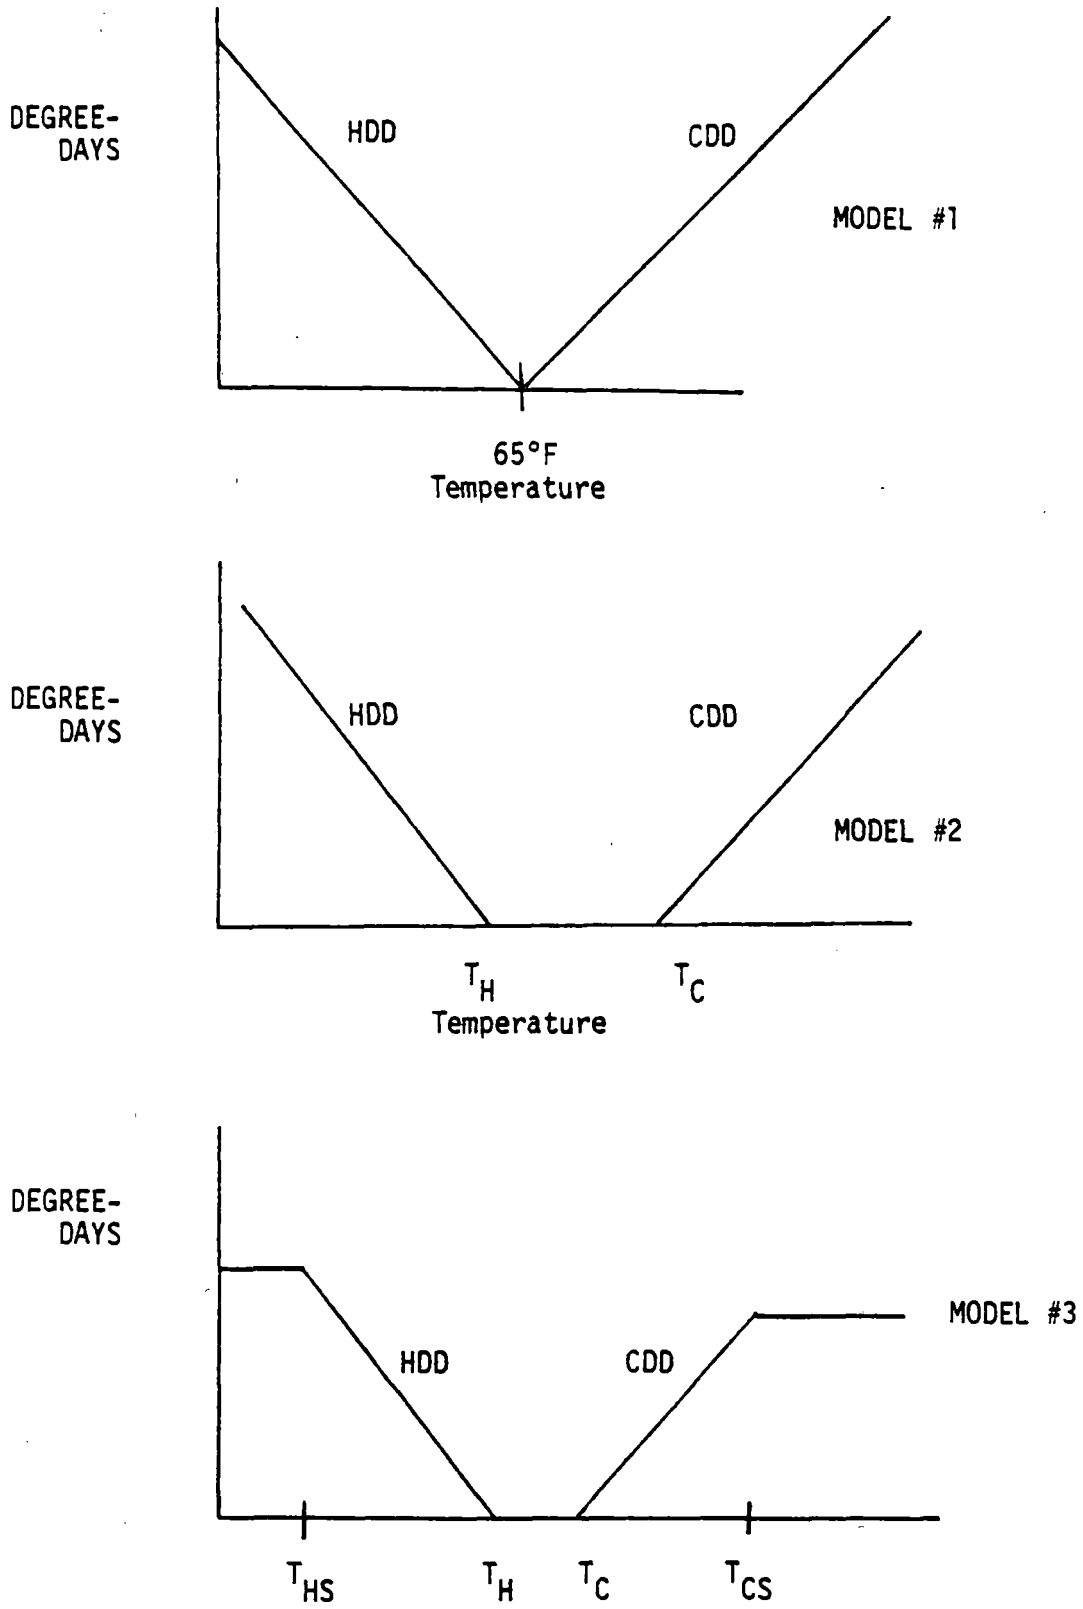 DEGREE-
DAYS
HDD
CDD
MODEL #1
65°F
Temperature
DEGREE-
DAYS
HDD
CDD
MODEL #2
T_H
T_C
Temperature
DEGREE-
DAYS
HDD
CDD
MODEL #3
T_HS
T_H
T_C
T_CS